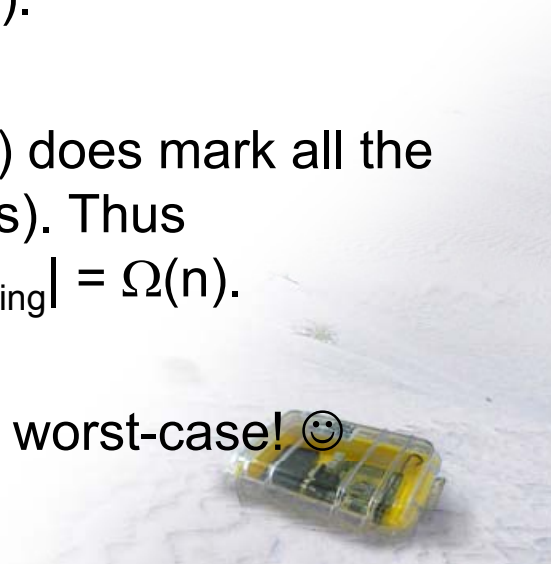 ).
) does mark all the
s). Thus
ing| = Ω(n).
worst-case! ☺